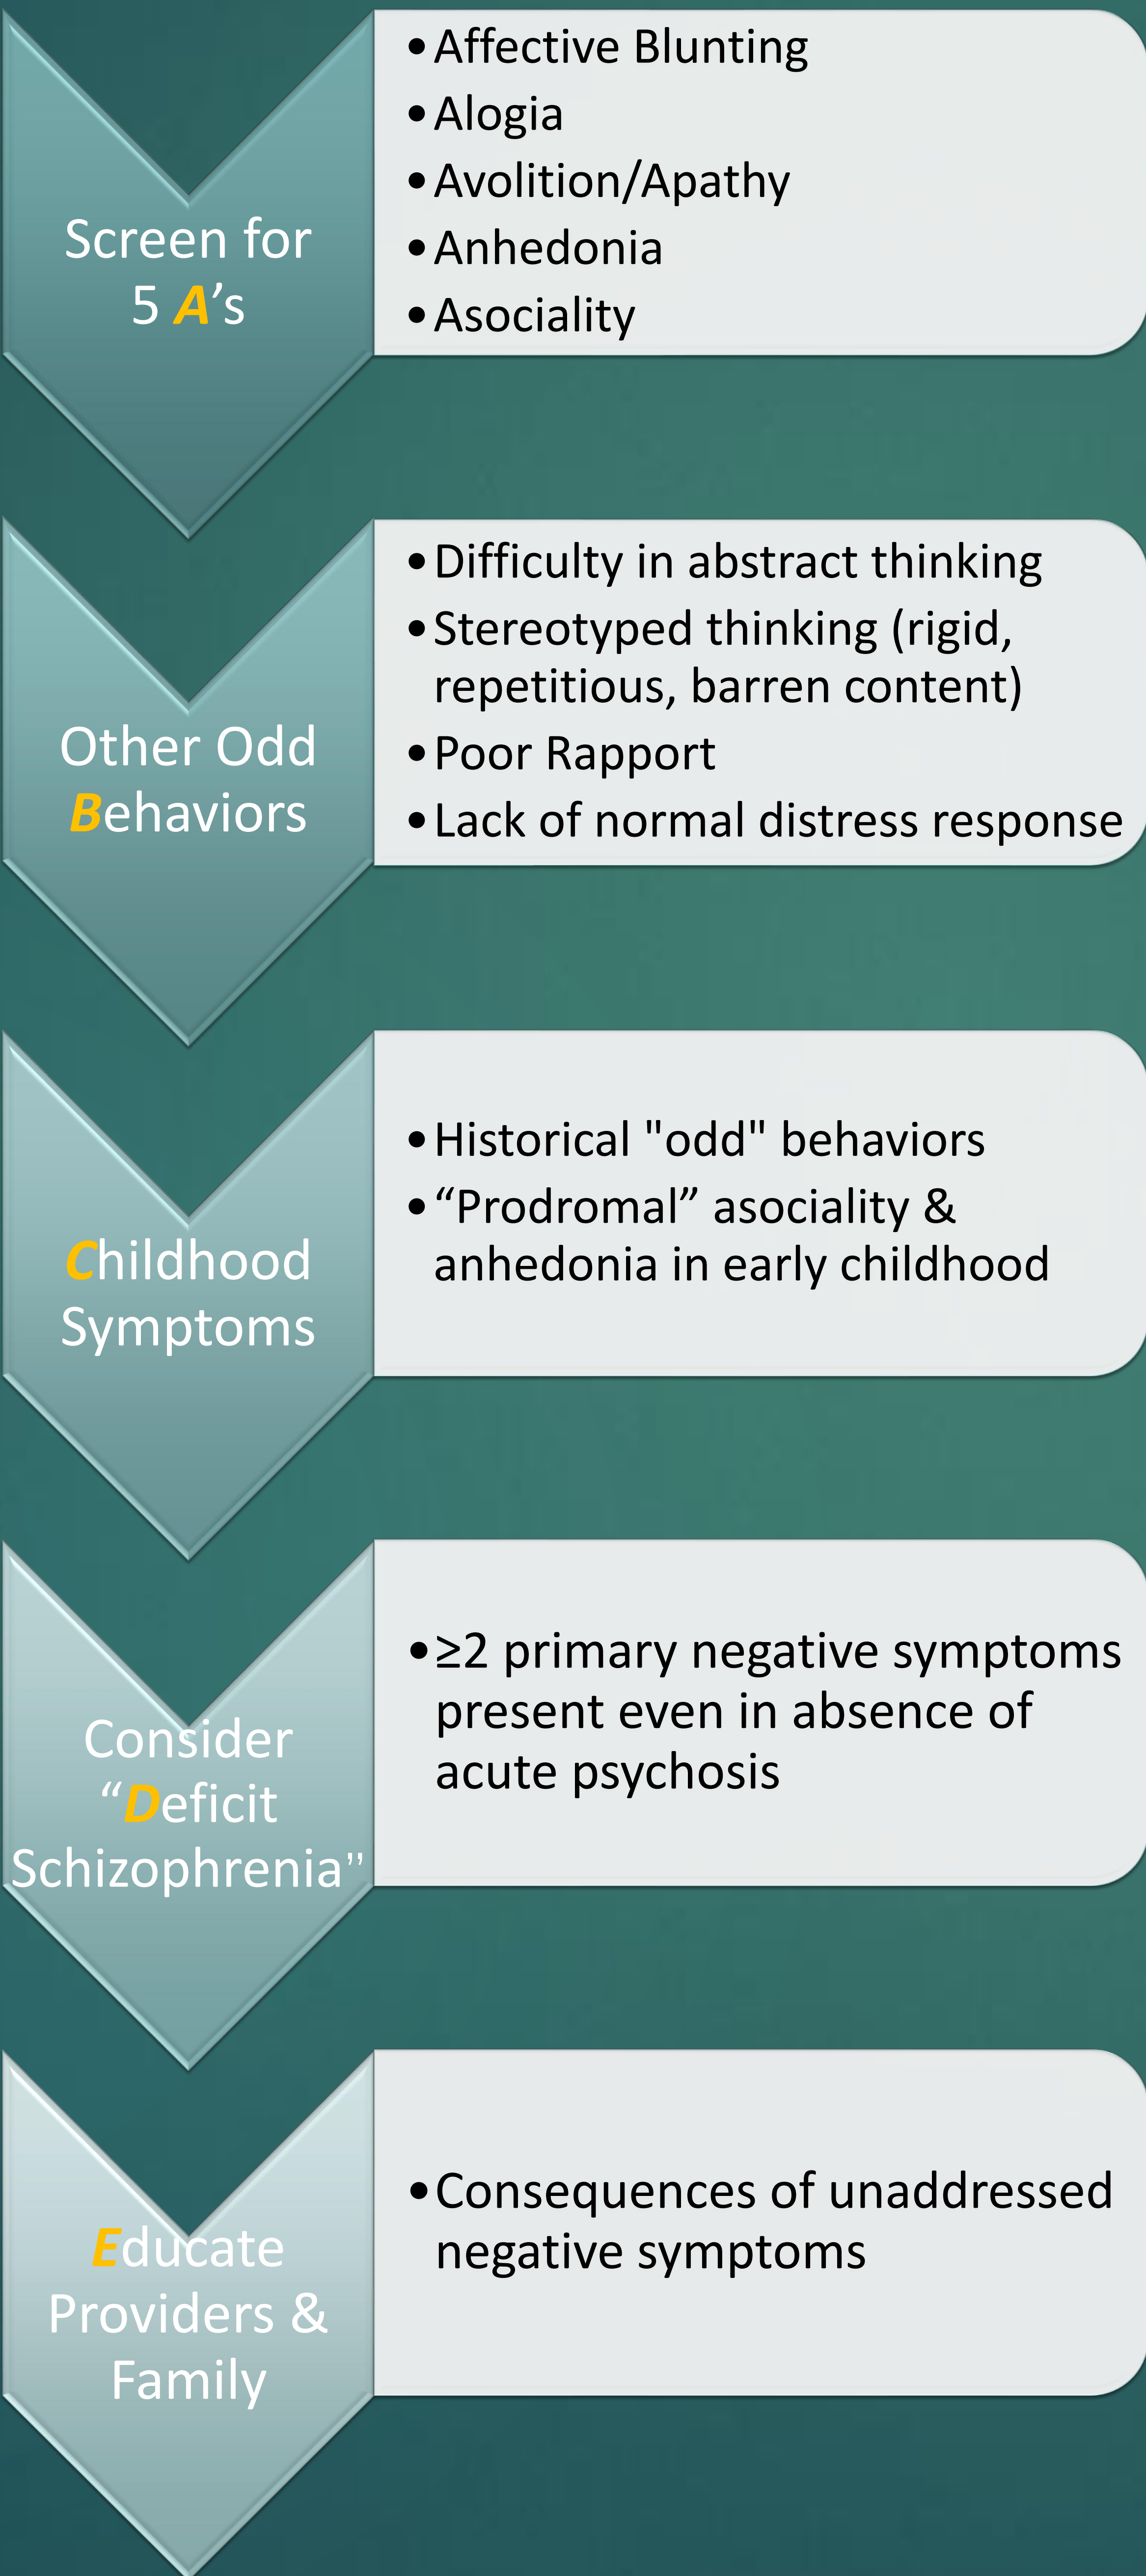 Screen for
5 A’s
•Affective Blunting
•Alogia
•Avolition/Apathy
•Anhedonia
•Asociality
Other Odd
Behaviors
•Difficulty in abstract thinking
•Stereotyped thinking (rigid,
repetitious, barren content)
•Poor Rapport
•Lack of normal distress response
Childhood
Symptoms
•Historical "odd" behaviors
•“Prodromal” asociality &
anhedonia in early childhood
Consider
“Deficit
Schizophrenia”
•≥2 primary negative symptoms
present even in absence of
acute psychosis
Educate
Providers &
Family
•Consequences of unaddressed
negative symptoms